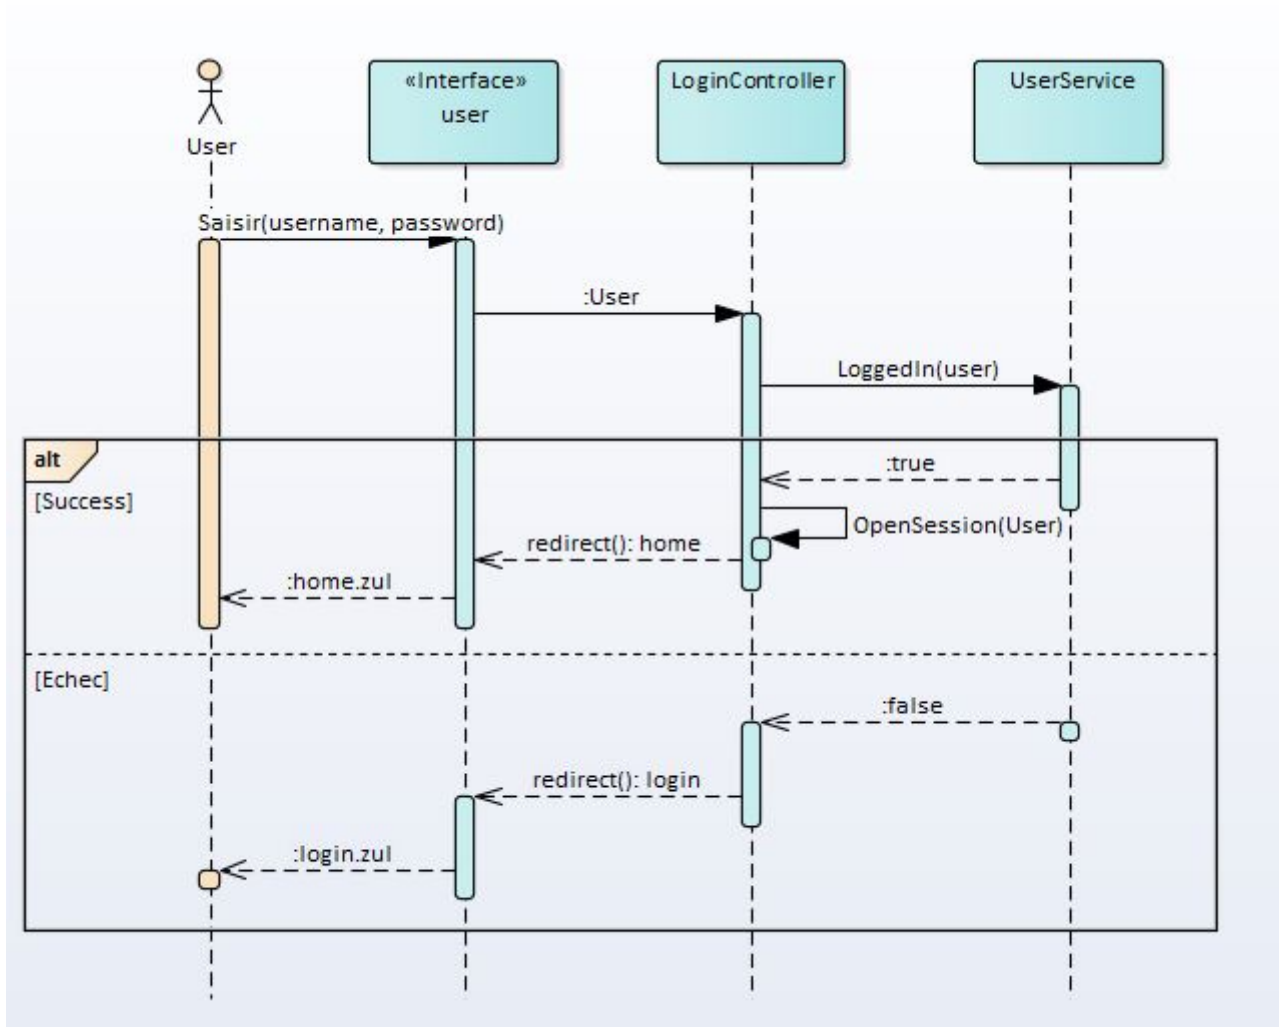 «Interface»
user
LoginController
UserService
User
Saisir(username, password)
:User
LoggedIn(user)
alt
[Success]
:true
OpenSession(User)
redirect(): home
:home.zul
[Echec]
:false
redirect(): login
:login.zul